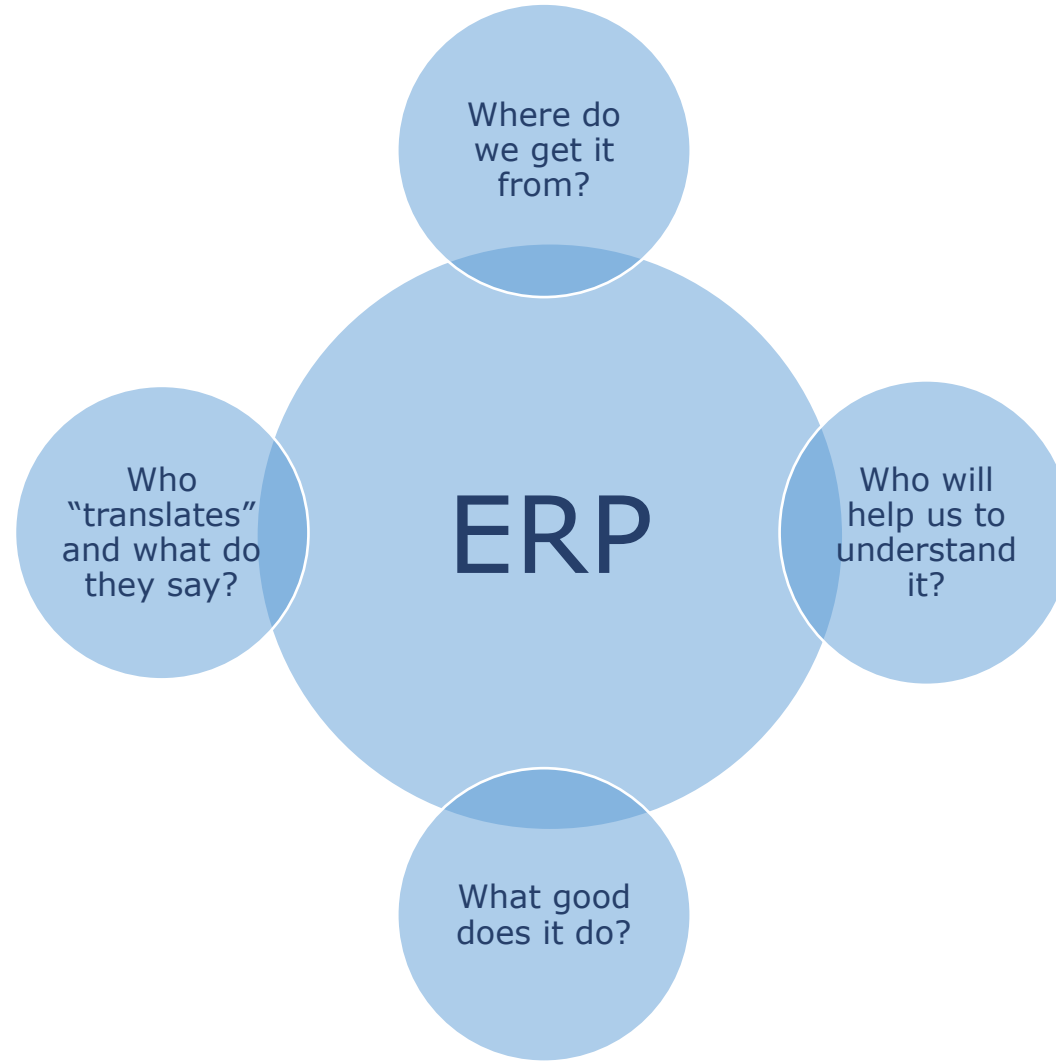 Where do
we get it
from?
Who
“translates”
and what do
they say?
ERP
Who will
help us to
understand
it?
What good
does it do?